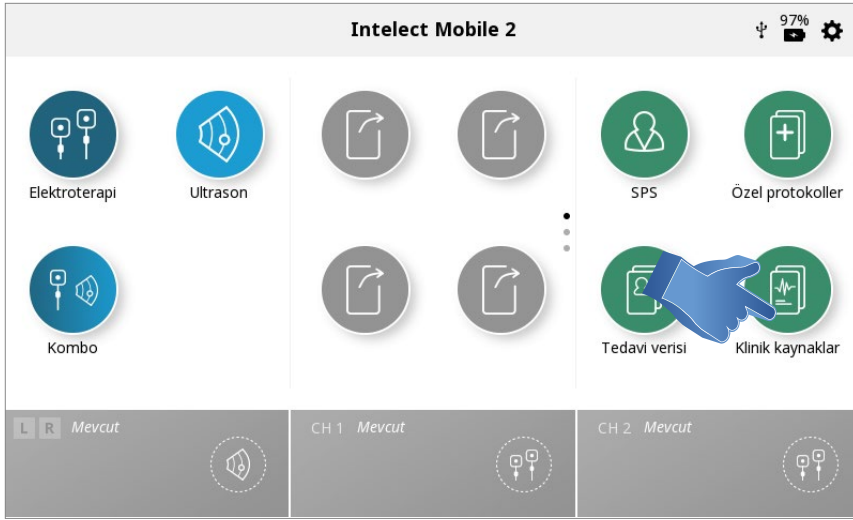 Intelect Mobile 2
97%
Elektroterapi
Ultrason
SPS
Özel protokoller
Kombo
Tedavi verisi
Klinik kaynaklar
L R Mevcut
CH 1 Mevcut
CH 2 Mevcut